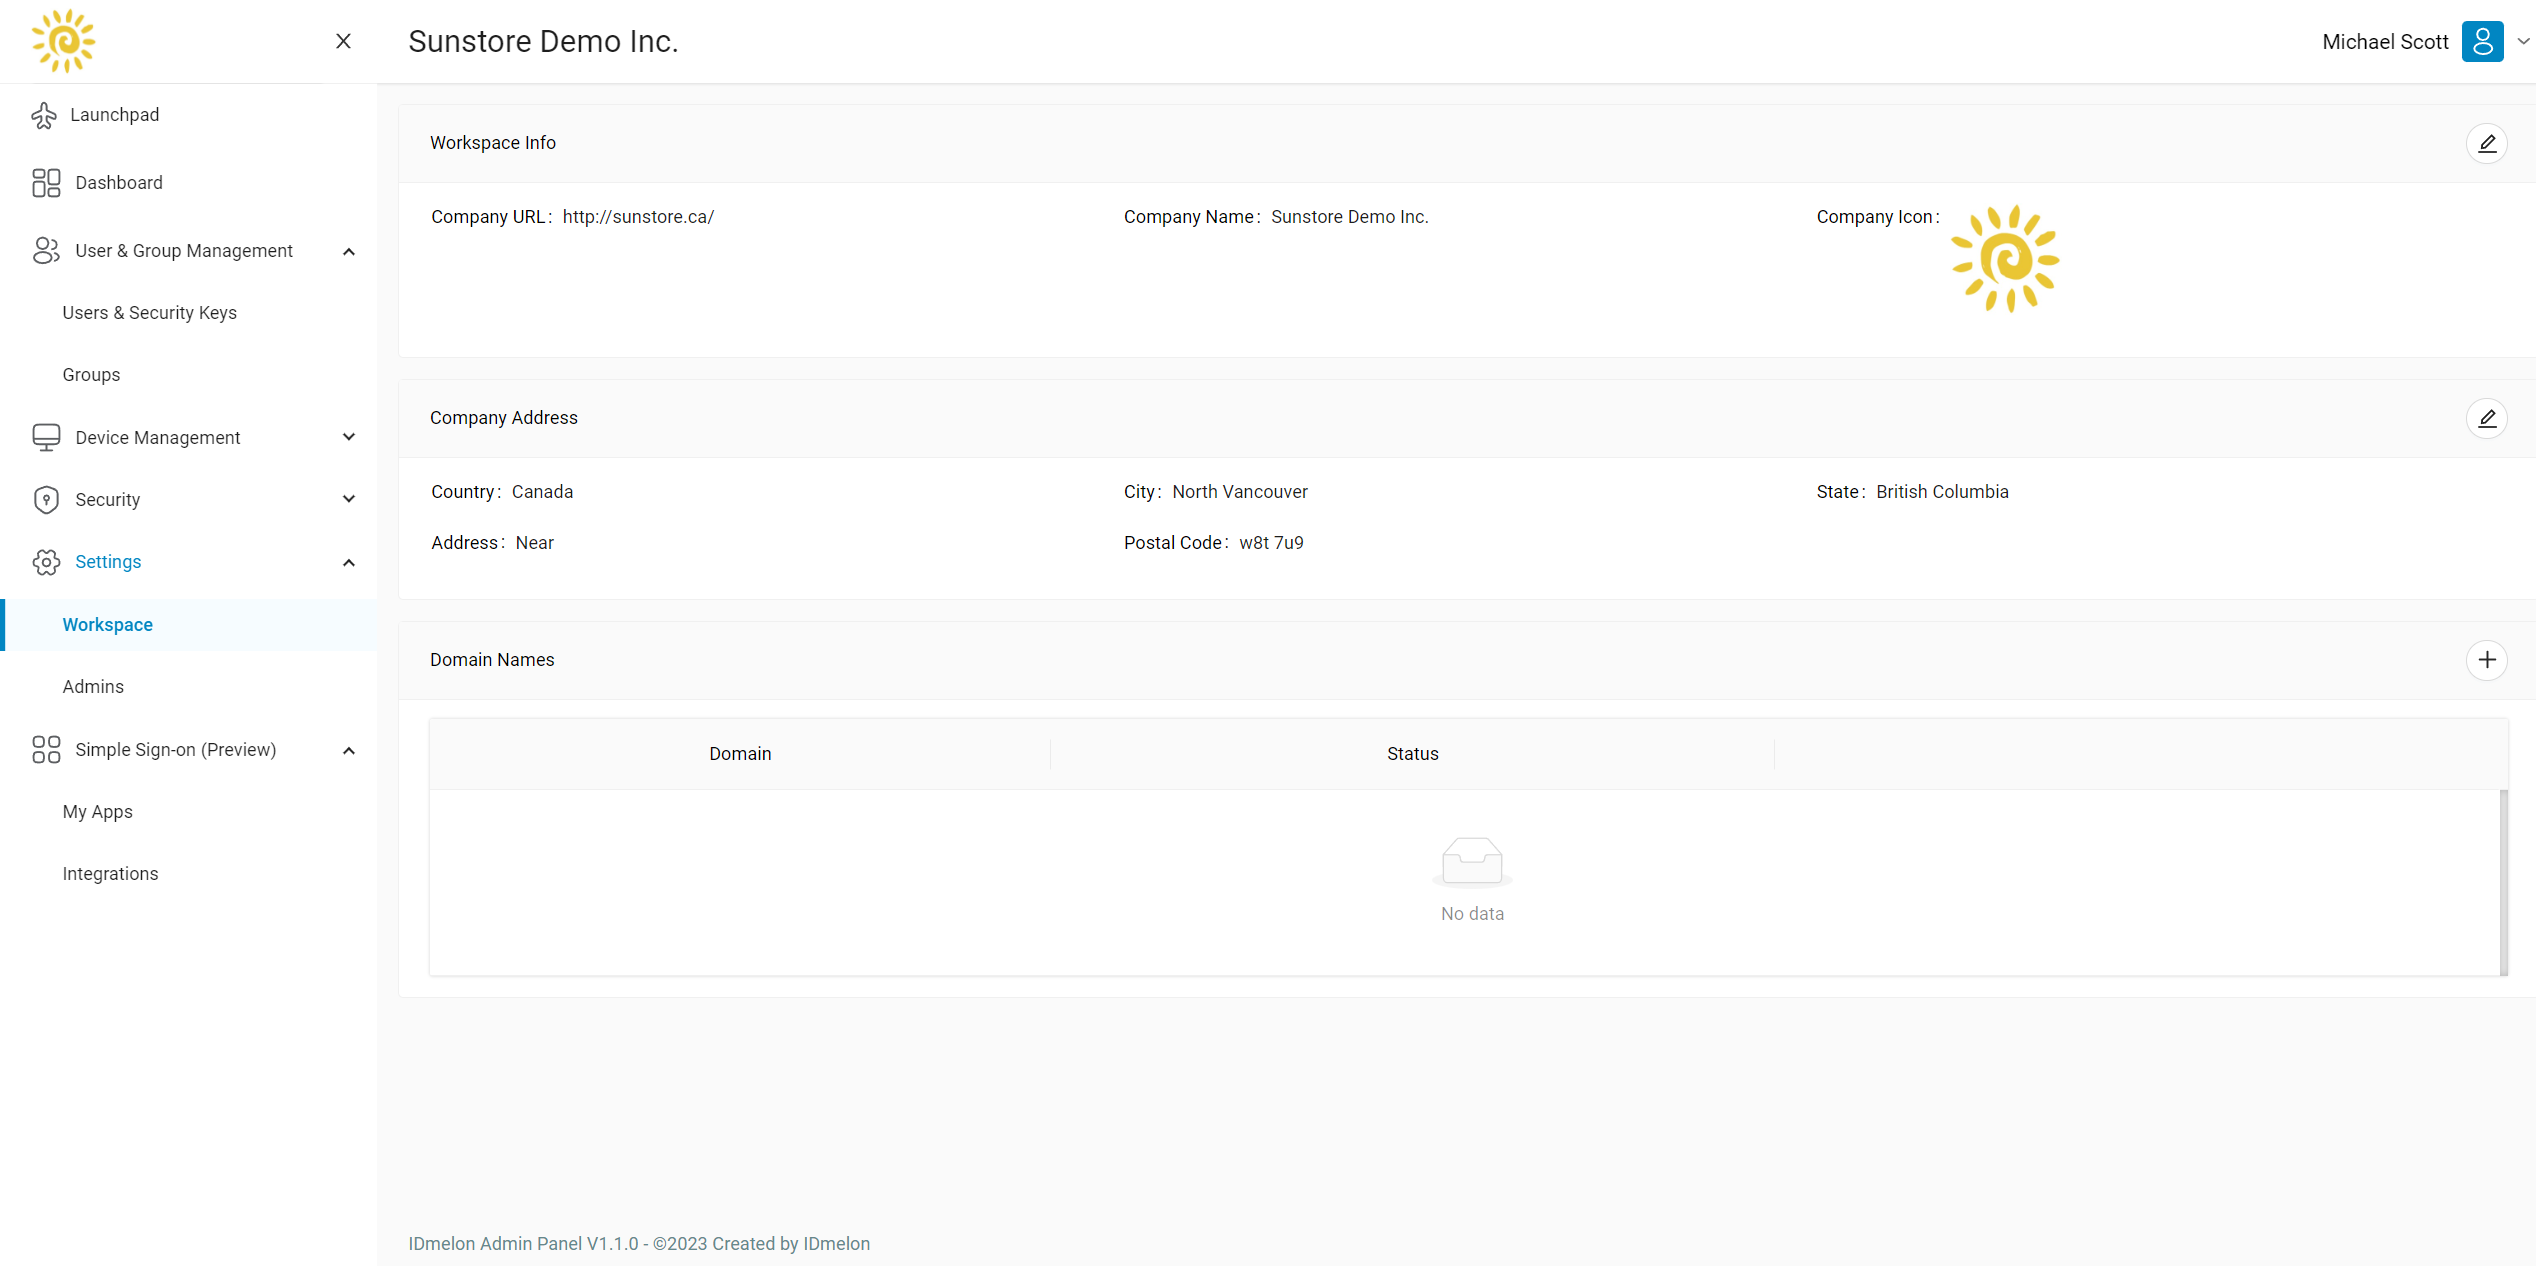 Sunstore Demo Inc.
Michael Scott
Launchpad
Dashboard
User & Group Management
Users & Security Keys
Groups
Device Management
Security
Settings
Workspace
Admins
Simple Sign-on (Preview)
My Apps
Integrations
Workspace Info
Company URL: http://sunstore.ca/
Company Name: Sunstore Demo Inc.
Company Icon:
Company Address
Country: Canada
City: North Vancouver
State: British Columbia
Address: Near
Postal Code: w8t 7u9
Domain Names
Domain
Status
No data
IDmelon Admin Panel V1.1.0 - ©2023 Created by IDmelon